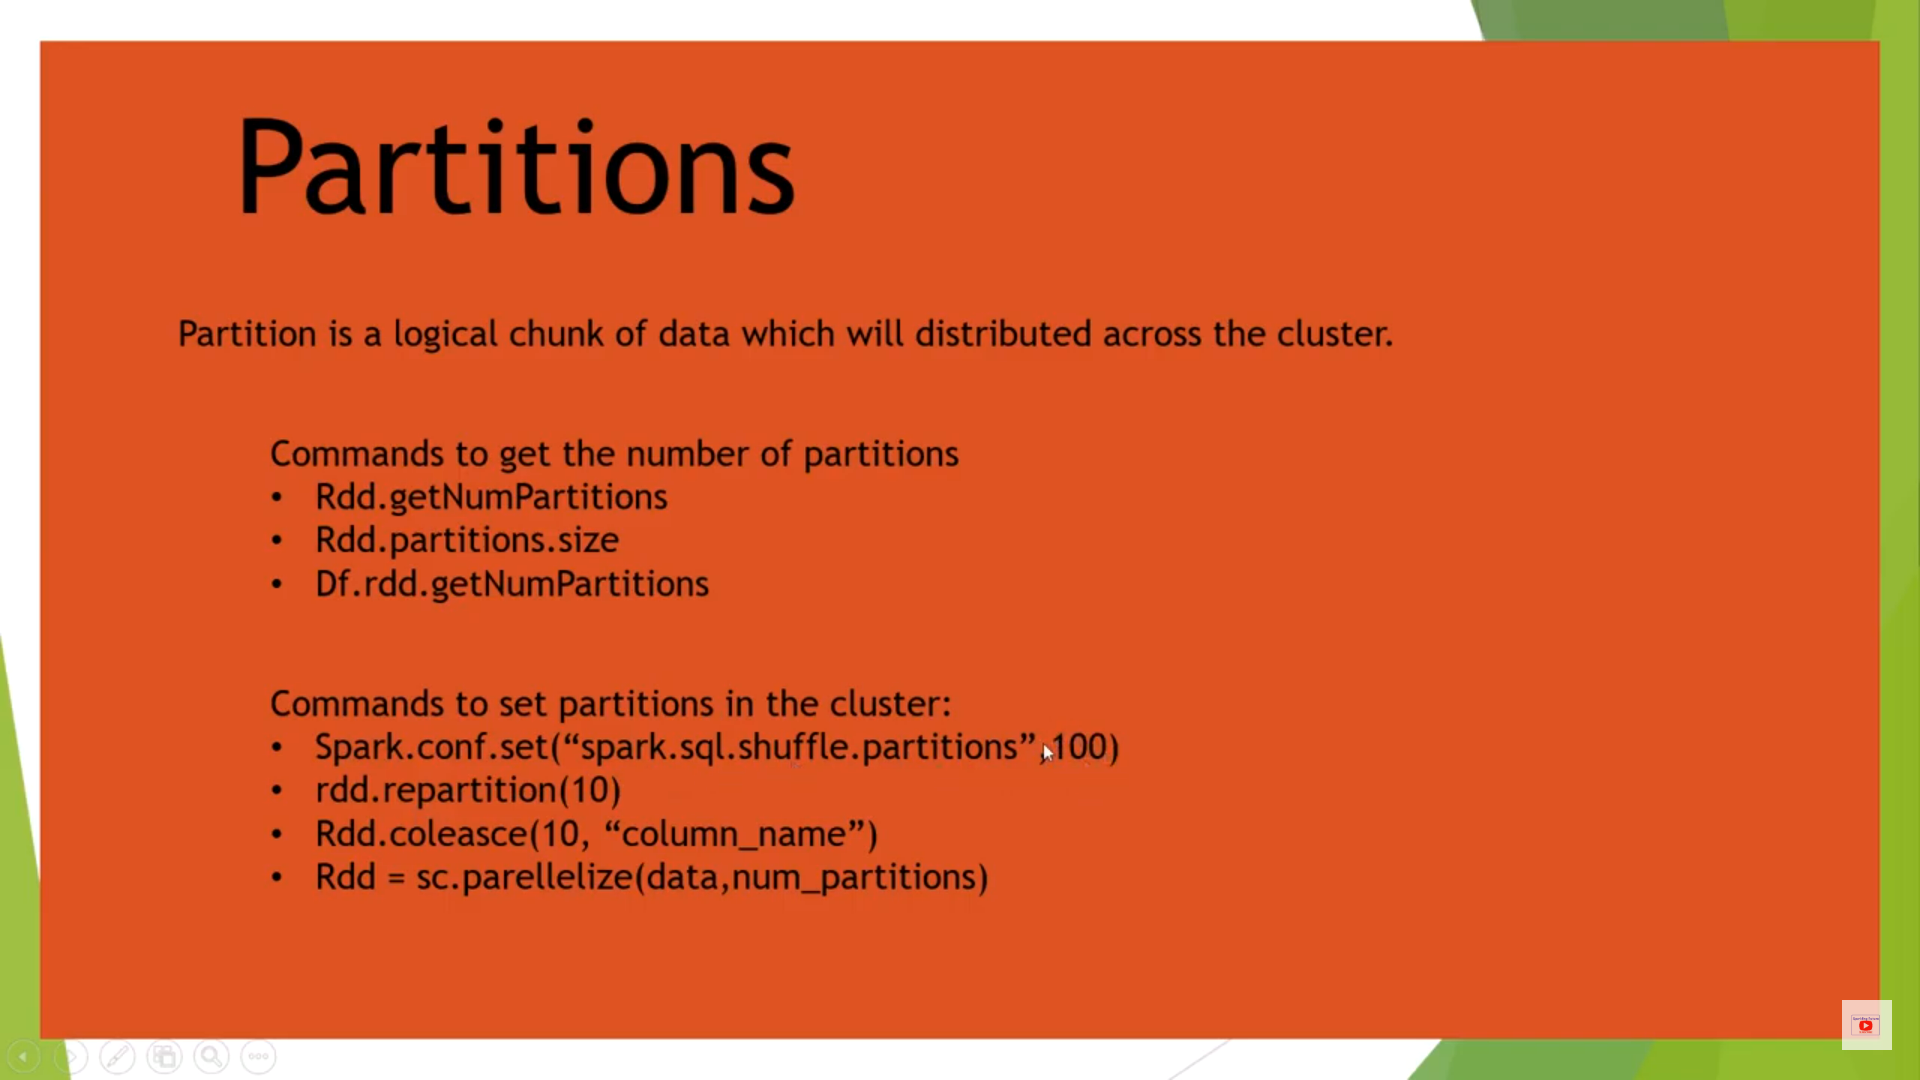 Partitions
Partition is a logical chunk of data which will distributed across the cluster.
Commands to get the number of partitions
• Rdd.getNumPartitions
• Rdd.partitions.size
• Df.rdd.getNumPartitions
Commands to set partitions in the cluster:
• Spark.conf.set(“spark.sql.shuffle.partitions”,100)
• rdd.repartition(10)
• Rdd.coleasce(10, “column_name”)
• Rdd = sc.parellelize(data,num_partitions)